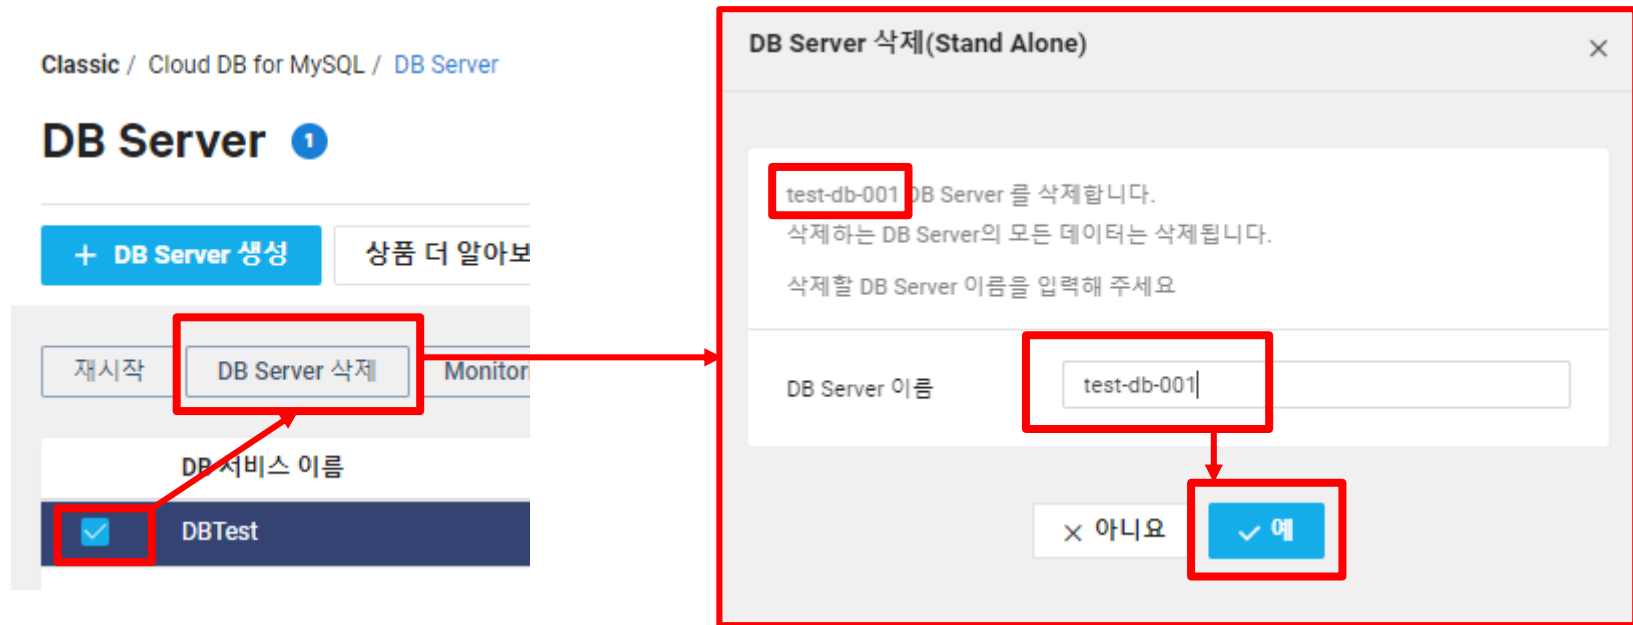 Classic / Cloud DB for MySQL / DB Server
DB Server 1
+ DB Server 생성
상품 더 알아보
재시작
DB Server 삭제
Monitor
DB 서비스 이름
DBTest
DB Server 삭제(Stand Alone)
test-db-001 DB Server 를 삭제합니다.
삭제하는 DB Server의 모든 데이터는 삭제됩니다.
삭제할 DB Server 이름을 입력해 주세요
DB Server 이름
test-db-001
아니요
예